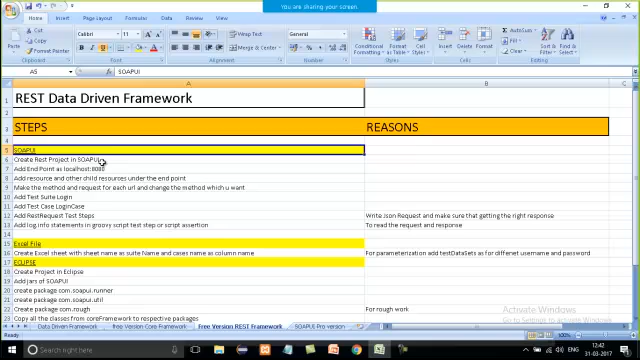 You are sharing your screen.
Home Insert Page Layout Formulas Data Review View
Paste
Cut
Copy
Format Painter
Clipboard
Calibri 11
Font
Wrap Text
Merge & Center
Alignment
General
Number
Conditional Formatting
Format as Table
Cell Styles
Styles
Insert Delete Format
Cells
AutoSum
Fill
Clear
Sort & Filter
Find & Select
Editing
A5 SOAPUI
A B C
1 REST Data Driven Framework
2
3 STEPS REASONS
4
5 SOAPUI
6 Create Rest Project in SOAPUI
7 Add End Point as localhost:8080
8 Add resource and other child resources under the end point
9 Make the method and request for each url and change the method which u want
10 Add Test Suite Login
11 Add Test Case LoginCase
12 Add RestRequest Test Steps Write Json Request and make sure that getting the right response
13 Add log.info statements in groovy script test step or script assertion To read the request and response
14
15 Excel File
16 Create Excel sheet with sheet name as suite Name and cases name as column name For parameterization add testDataSets as for diffenet username and password
17 ECLIPSE
18 Create Project in Eclipse
19 Add Jars of SOAPUI
20 create package com.soapui.runner
21 create package com.soapui.util
22 create package com.rough For rough work
23 Copy all the classes from coreFramework to respective packages
Activate Windows
Go to Settings to activate Windows.
Data Driven Framework free Version-Core Framework Free Version REST Framework SOAPUI Pro version
Ready 100%
Search Windows
ENG
12:42
31-03-2017